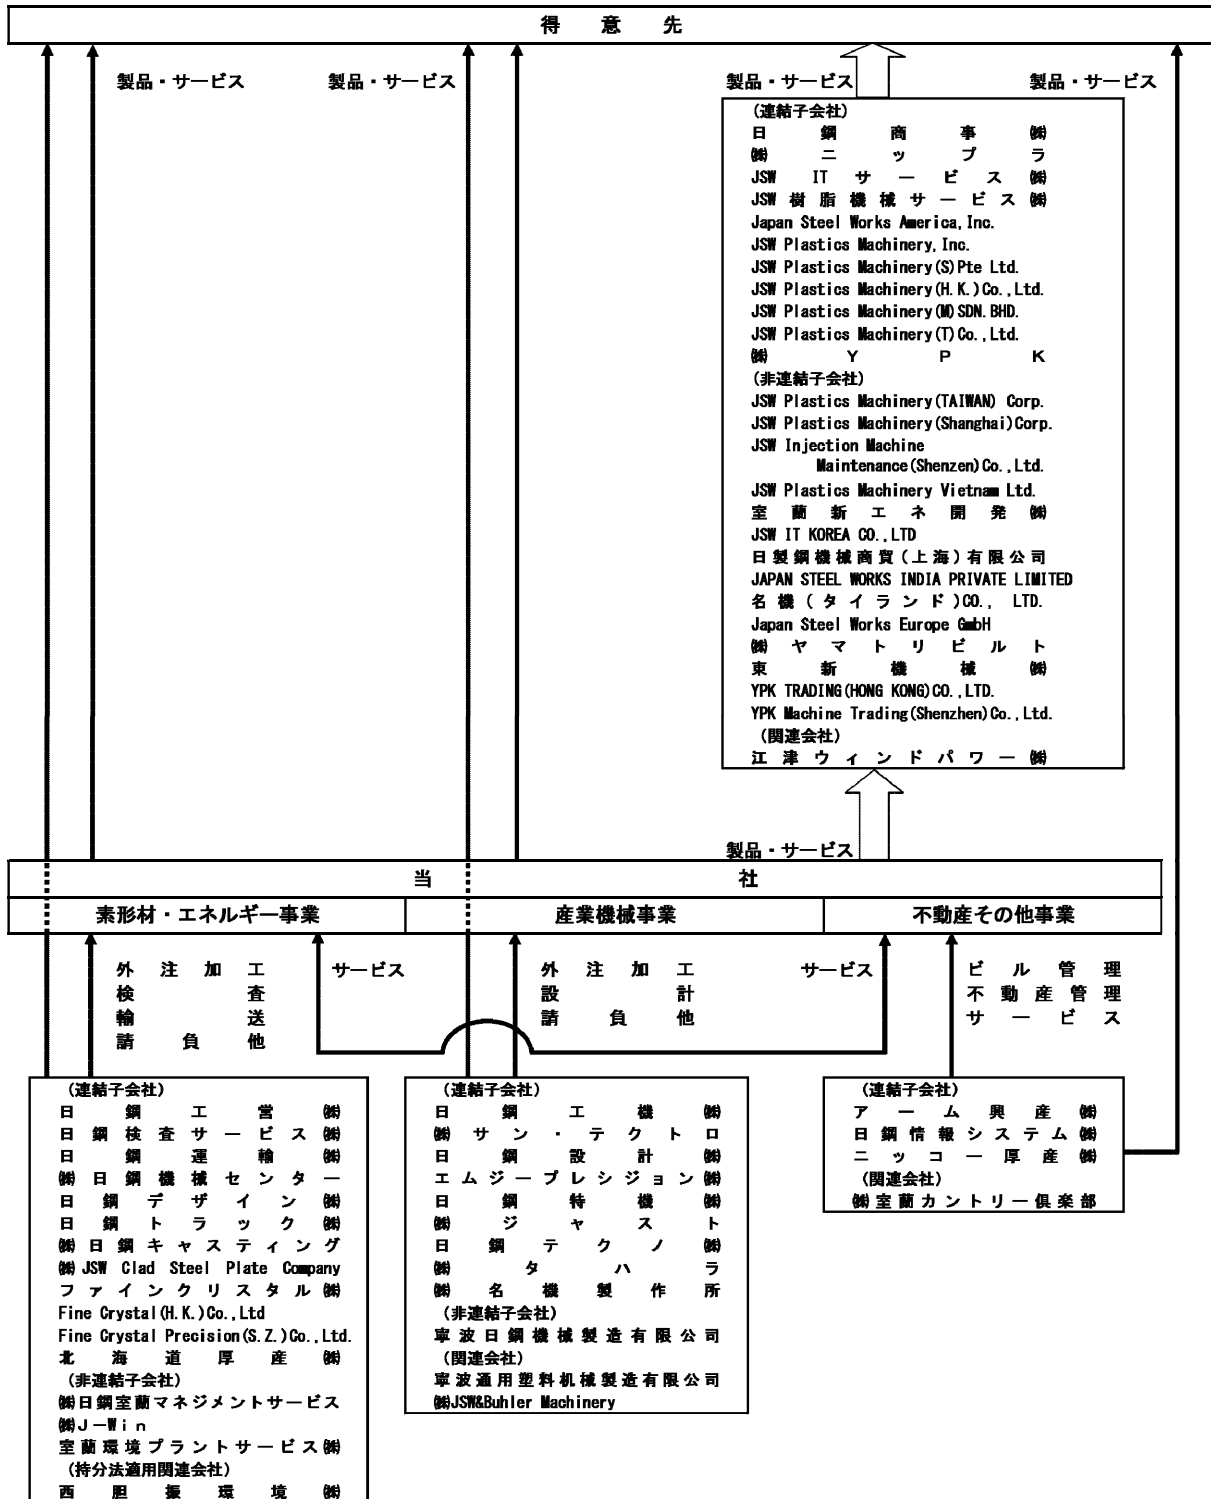 得意先
製品・サービス
製品・サービス
製品・サービス
製品・サービス
(連結子会社)
日鋼商事㈱
㈱ニップラ
JSW ITサービス㈱
JSW樹脂機械サービス㈱
Japan Steel Works America,Inc.
JSW Plastics Machinery,Inc.
JSW Plastics Machinery(S)Pte Ltd.
JSW Plastics Machinery(H.K.)Co.,Ltd.
JSW Plastics Machinery(M)SDN.BHD.
JSW Plastics Machinery(T)Co.,Ltd.
㈱YPK
(非連結子会社)
JSW Plastics Machinery(TAIWAN) Corp.
JSW Plastics Machinery(Shanghai)Corp.
JSW Injection Machine
Maintenance(Shenzen)Co.,Ltd.
JSW Plastics Machinery Vietnam Ltd.
室蘭新エネ開発㈱
JSW IT KOREA CO.,LTD
日製鋼機械商貿(上海)有限公司
JAPAN STEEL WORKS INDIA PRIVATE LIMITED
名機(タイランド)CO., LTD.
Japan Steel Works Europe GmbH
㈱ヤマトリビルト
東新機械㈱
YPK TRADING(HONG KONG)CO.,LTD.
YPK Machine Trading(Shenzhen)Co.,Ltd.
(関連会社)
江津ウィンドパワー㈱
製品・サービス
当社
素形材・エネルギー事業
産業機械事業
不動産その他事業
外注加工
検査
輸送
請負他
サービス
外注加工
設計
請負他
サービス
ビル管理
不動産管理
サービス
(連結子会社)
日鋼工営㈱
日鋼検査サービス㈱
日鋼運輸㈱
㈱日鋼機械センター
日鋼デザイン㈱
日鋼トラック㈱
㈱日鋼キャスティング
㈱JSW Clad Steel Plate Company
ファインクリスタル㈱
Fine Crystal(H.K.)Co.,Ltd
Fine Crystal Precision(S.Z.)Co.,Ltd.
北海道厚産㈱
(非連結子会社)
㈱日鋼室蘭マネジメントサービス
㈱J－Win
室蘭環境プラントサービス㈱
(持分法適用関連会社)
西胆振環境㈱
(連結子会社)
日鋼工機㈱
㈱サン・テクトロ
日鋼設計㈱
エムジープレシジョン㈱
日鋼特機㈱
㈱ジャスト
日鋼テクノ㈱
㈱タハラ
㈱名機製作所
(非連結子会社)
寧波日鋼機械製造有限公司
(関連会社)
寧波通用塑料机械製造有限公司
㈱JSW&Buhler Machinery
(連結子会社)
アーム興産㈱
日鋼情報システム㈱
ニッコー厚産㈱
(関連会社)
㈱室蘭カントリー倶楽部